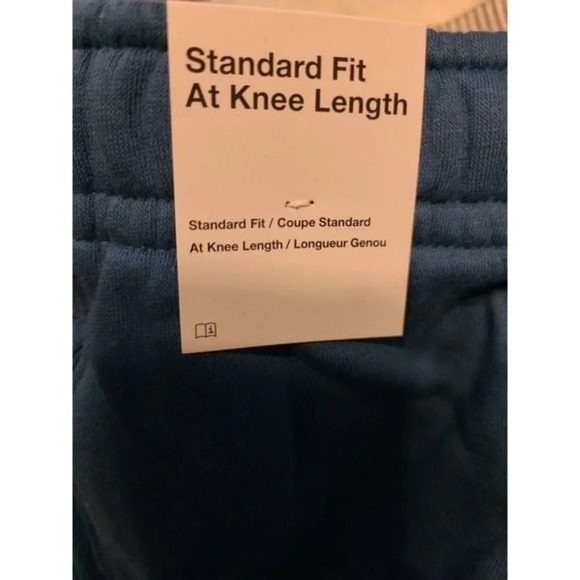 Standard Fit
At Knee Length
Standard Fit / Coupe Standard
At Knee Length / Longueur Genou
i